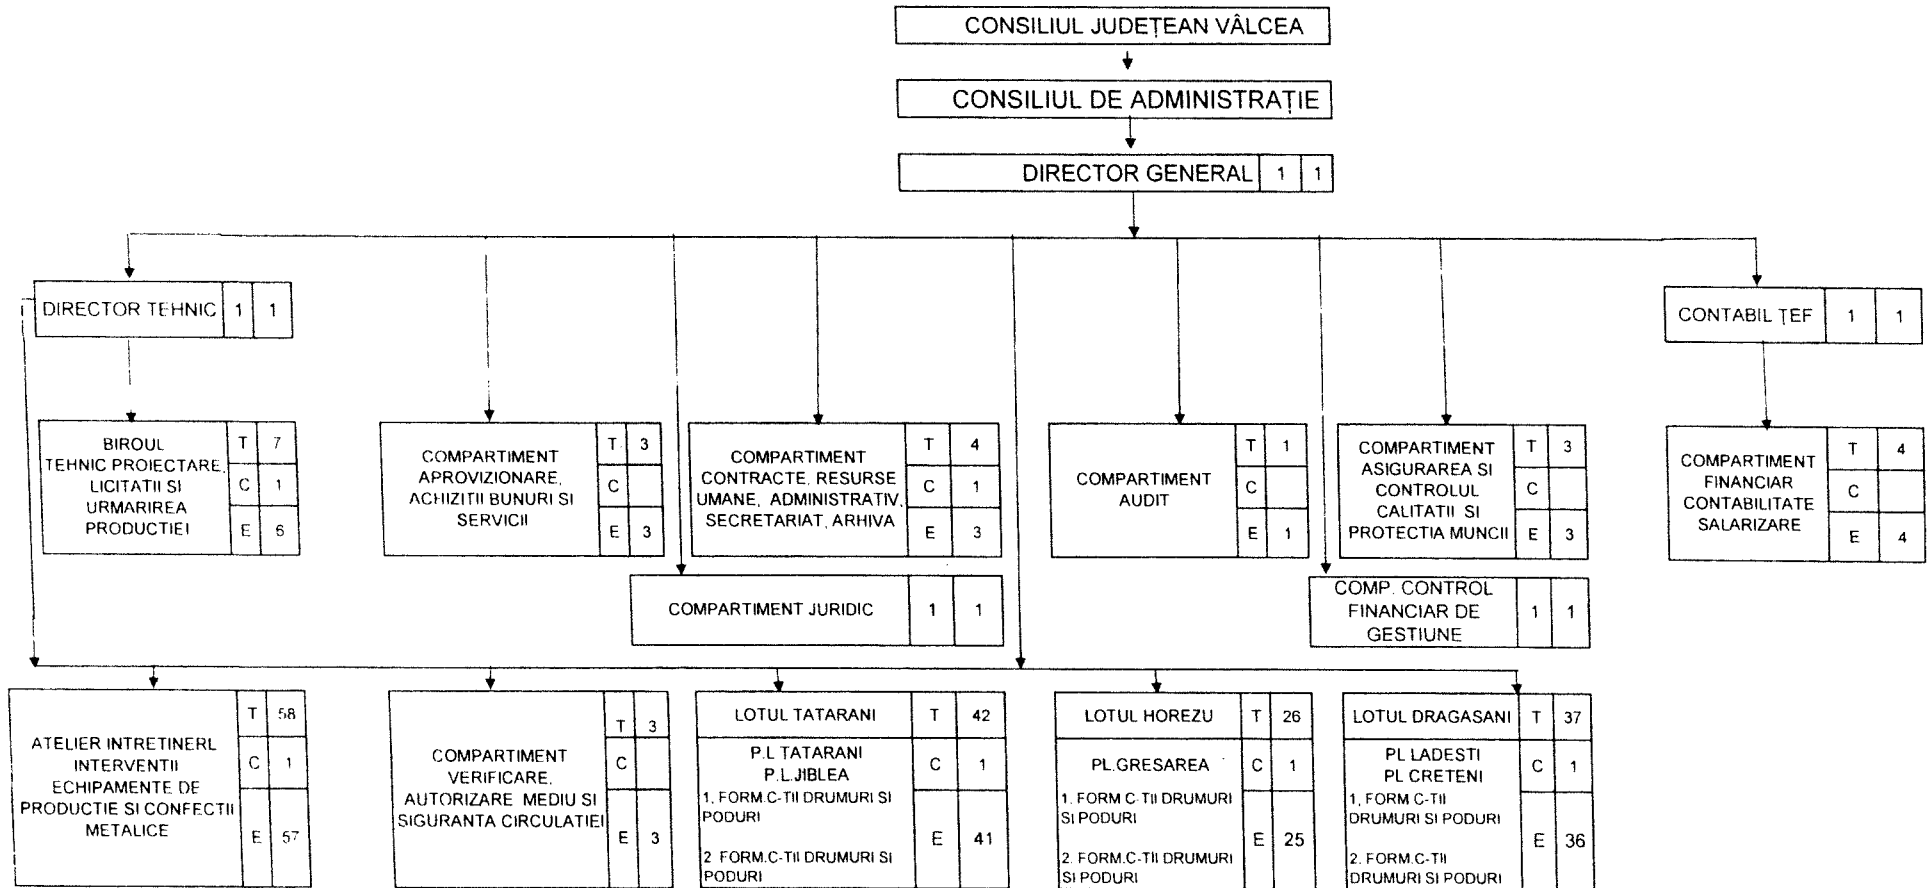 CONSILIUL JUDEȚEAN VÂLCEA
CONSILIUL DE ADMINISTRAȚIE
DIRECTOR GENERAL 1 1
DIRECTOR TEHNIC 1 1
CONTABIL ȚEF 1 1
BIROUL
TEHNIC PROIECTARE,
LICITATII SI
URMARIREA
PRODUCTIEI
T 7
C 1
E 6
COMPARTIMENT
APROVIZIONARE,
ACHIZITII BUNURI SI
SERVICII
T 3
C
E 3
COMPARTIMENT
CONTRACTE, RESURSE
UMANE, ADMINISTRATIV,
SECRETARIAT, ARHIVA
T 4
C 1
E 3
COMPARTIMENT
AUDIT
T 1
C
E 1
COMPARTIMENT
ASIGURAREA SI
CONTROLUL
CALITATII SI
PROTECTIA MUNCII
T 3
C
E 3
COMPARTIMENT
FINANCIAR
CONTABILITATE
SALARIZARE
T 4
C
E 4
COMPARTIMENT JURIDIC 1 1
COMP. CONTROL
FINANCIAR DE
GESTIUNE
1 1
ATELIER INTRETINERI,
INTERVENTII
ECHIPAMENTE DE
PRODUCTIE SI CONFECTII
METALICE
T 58
C 1
E 57
COMPARTIMENT
VERIFICARE,
AUTORIZARE MEDIU SI
SIGURANTA CIRCULATIEI
T 3
C
E 3
LOTUL TATARANI T 42
P.L TATARANI
P.L.JIBLEA
C 1
1, FORM.C-TII DRUMURI SI
PODURI
2 FORM.C-TII DRUMURI SI
PODURI
E 41
LOTUL HOREZU T 26
PL.GRESAREA C 1
1. FORM C-TII DRUMURI
SI PODURI
2. FORM.C-TII DRUMURI
SI PODURI
E 25
LOTUL DRAGASANI T 37
PL LADESTI
PL CRETENI
C 1
1, FORM C-TII
DRUMURI SI PODURI
2. FORM.C-TII
DRUMURI SI PODURI
E 36